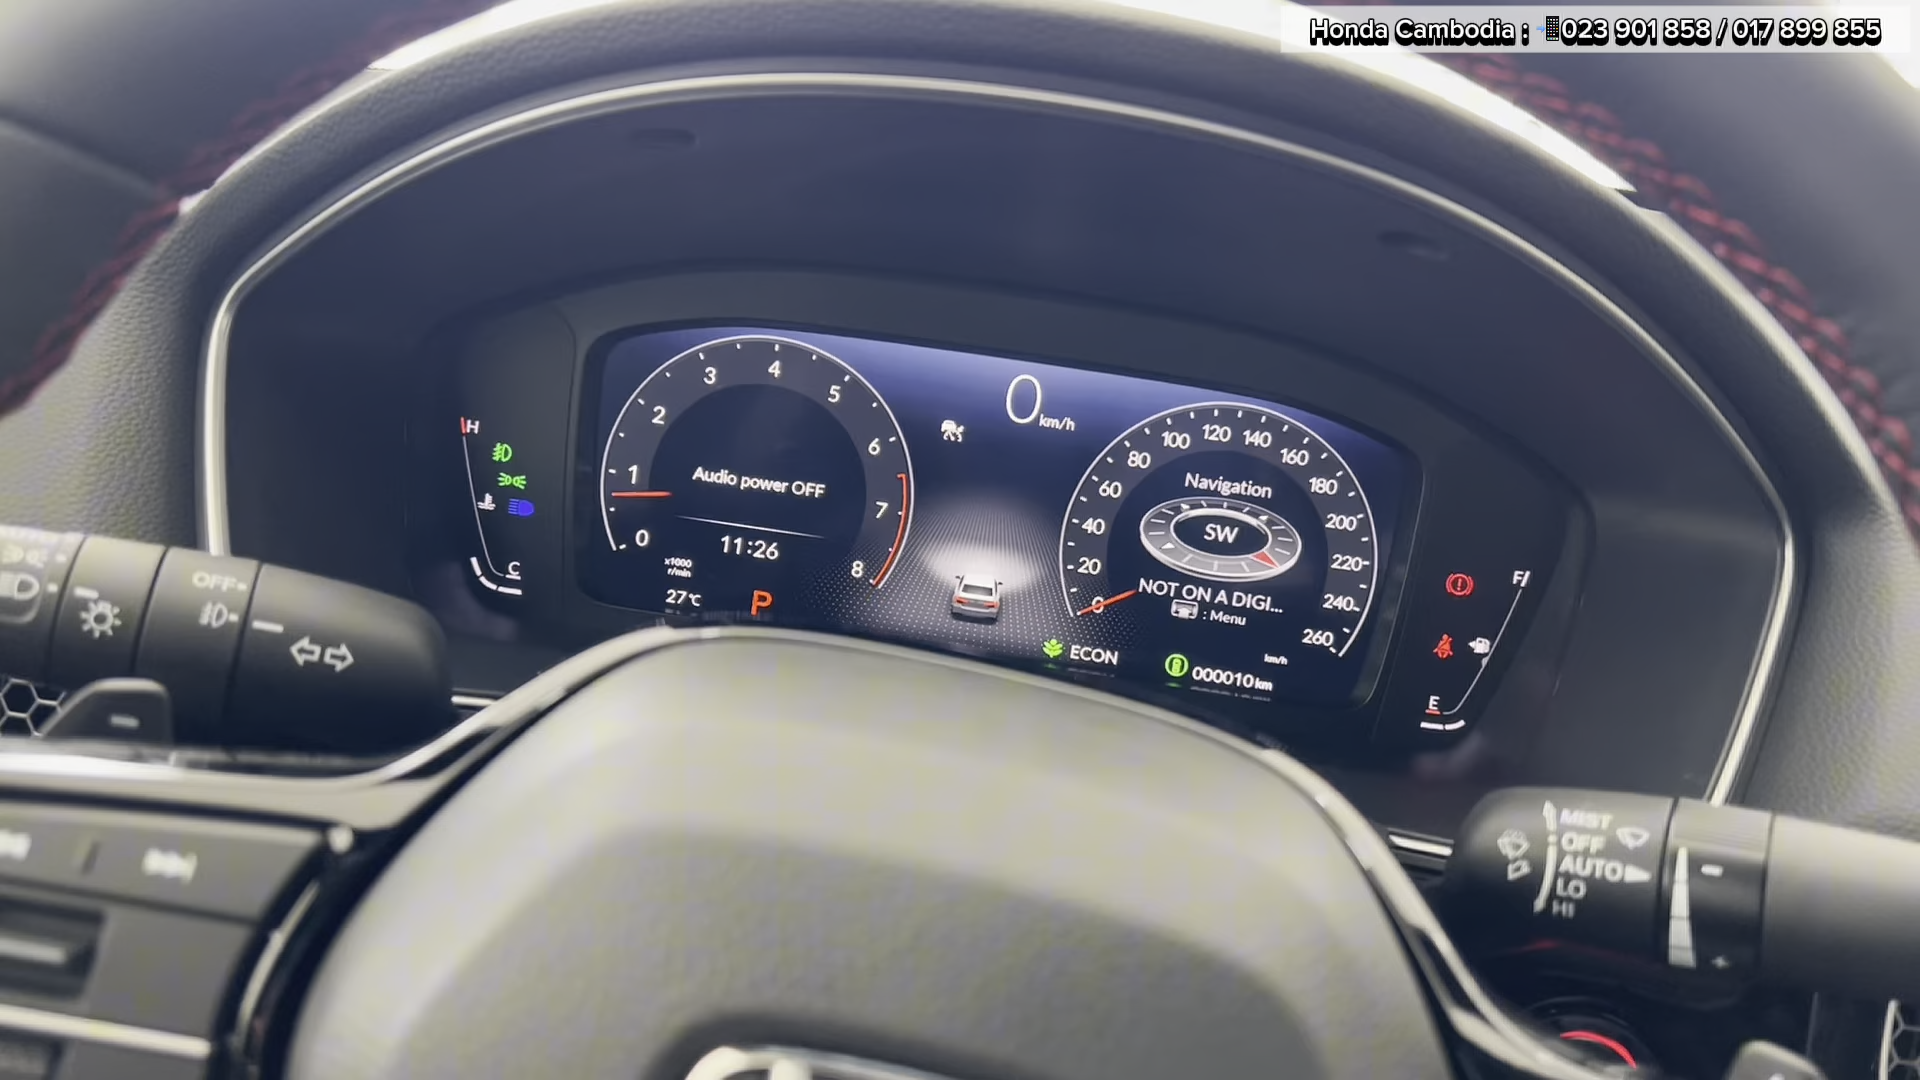 Honda Cambodia : 📱023 901 858 / 017 899 855
0 km/h
H
C
0
1
2
3
4
5
6
7
8
x1000
r/min
Audio power OFF
11:26
27°C
P
0
20
40
60
80
100
120
140
160
180
200
220
240
260
km/h
Navigation
SW
NOT ON A DIGI...
: Menu
ECON
000010 km
F
E
OFF
MIST
OFF
AUTO
LO
HI
- 
+